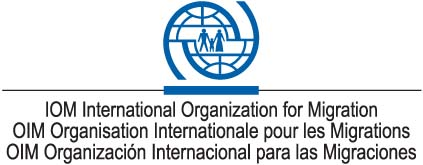 IOM International Organization for Migration
OIM Organisation Internationale pour les Migrations
OIM Organización Internacional para las Migraciones